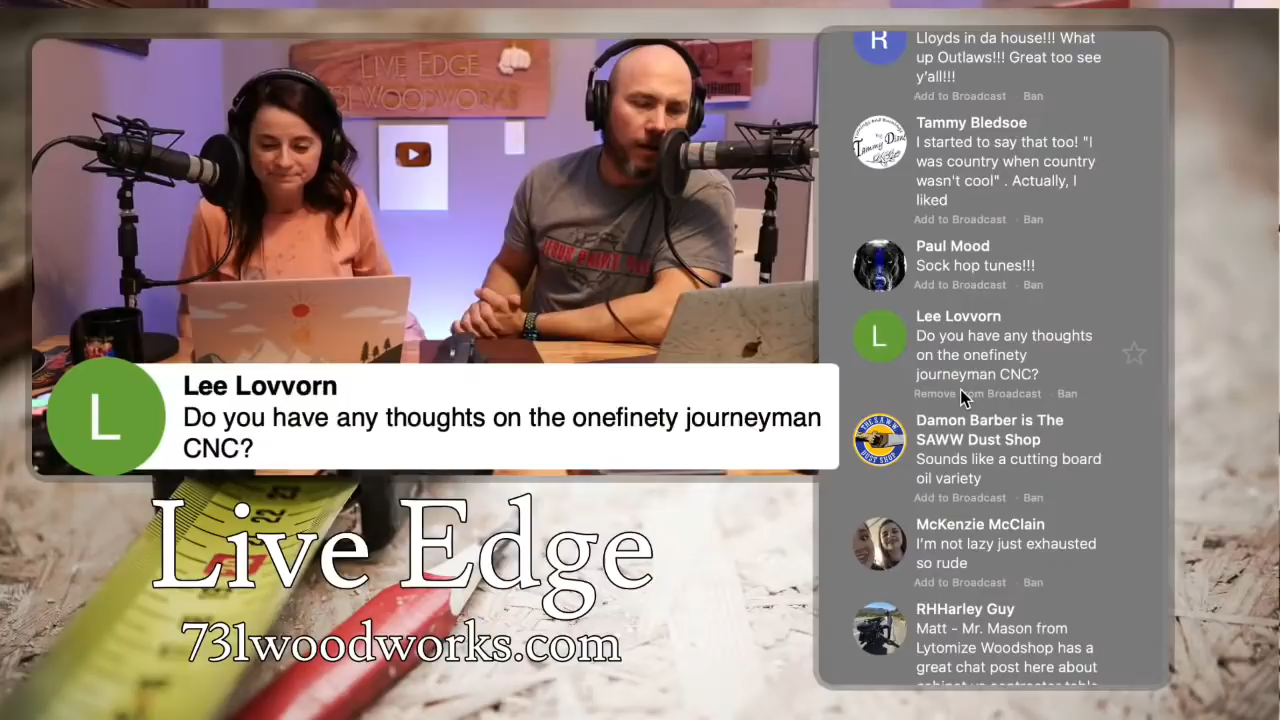 LIVE EDGE
731 WOODWORKS
Lee Lovvorn
Do you have any thoughts on the onefinety journeyman
CNC?
L
Live Edge
731woodworks.com
R
Lloyds in da house!!! What
up Outlaws!!! Great too see
y'all!!!
Add to Broadcast · Ban
Tammy Bledsoe
I started to say that too! "I
was country when country
wasn't cool" . Actually, I
liked
Add to Broadcast · Ban
Paul Mood
Sock hop tunes!!!
Add to Broadcast · Ban
L
Lee Lovvorn
Do you have any thoughts
on the onefinety
journeyman CNC?
Remove from Broadcast · Ban
Damon Barber is The
SAWW Dust Shop
Sounds like a cutting board
oil variety
Add to Broadcast · Ban
McKenzie McClain
I'm not lazy just exhausted
so rude
Add to Broadcast · Ban
RHHarley Guy
Matt - Mr. Mason from
Lytomize Woodshop has a
great chat post here about